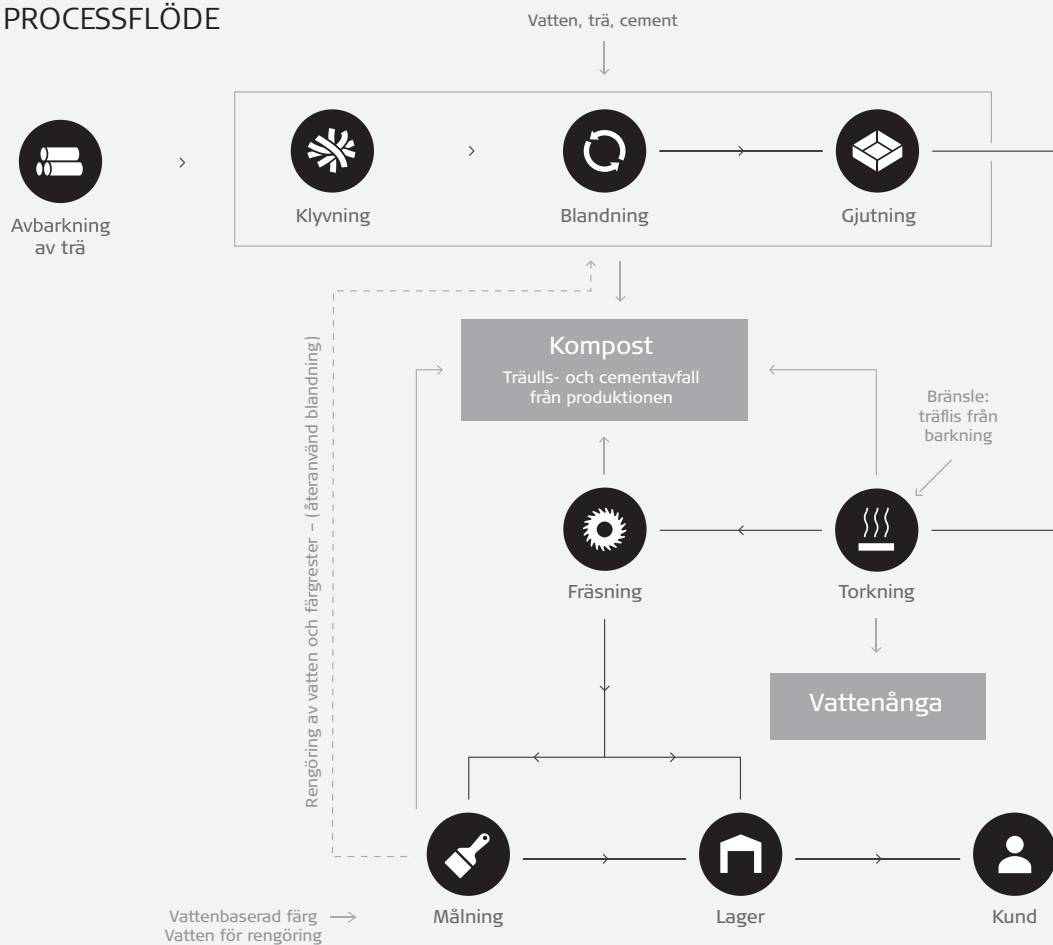 PROCESSFLÖDE
Vatten, trä, cement
Avbarkning
av trä
Klyvning
Blandning
Gjutning
Rengöring av vatten och färgrester – (återanvänd blandning)
Kompost
Träulls- och cementavfall
från produktionen
Bränsle:
träflis från
barkning
Fräsning
Torkning
Vattenånga
Målning
Lager
Kund
Vattenbaserad färg
Vatten för rengöring